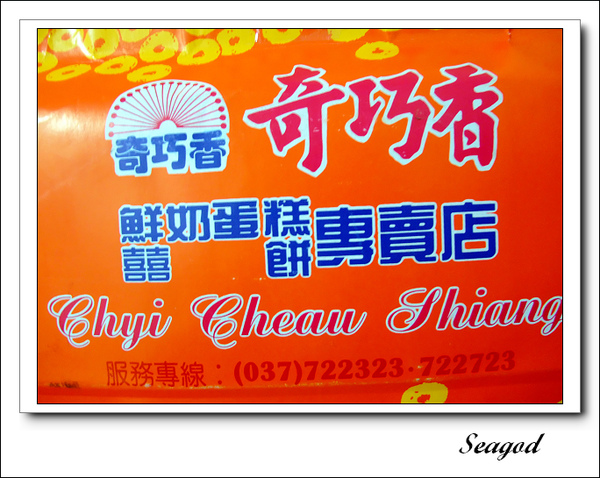 奇巧香
奇巧香
鮮奶蛋糕
囍餅
專賣店
Chyi Cheau Shiang
服務專線：(037)722323·722723
Seagod